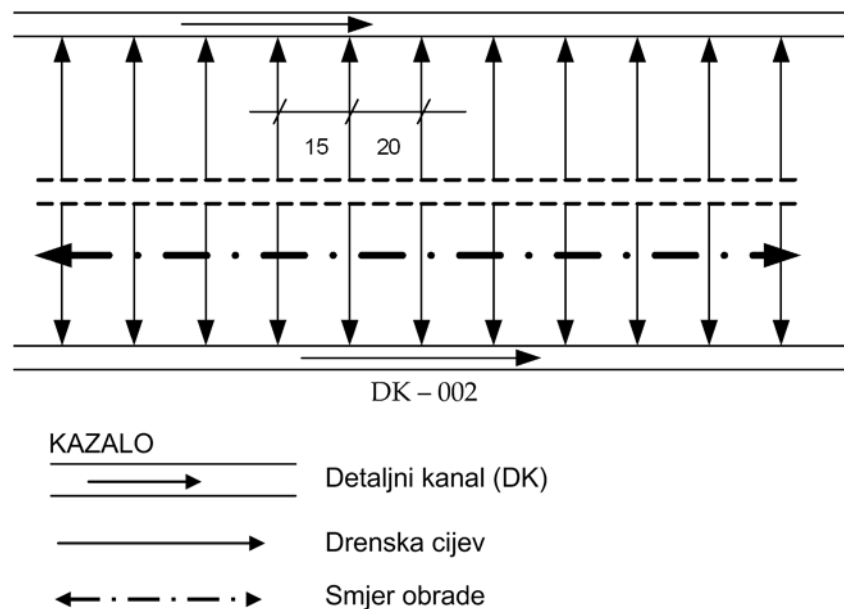 15 20
DK – 002
KAZALO
Detaljni kanal (DK)
Drenska cijev
Smjer obrade